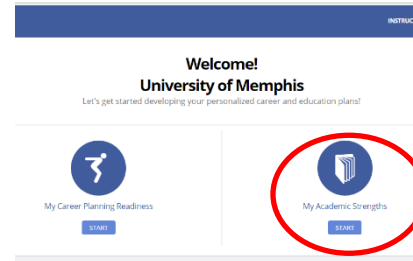 INSTRUC
Welcome!
University of Memphis
Let's get started developing your personalized career and education plans!
My Career Planning Readiness
My Academic Strengths
START
START